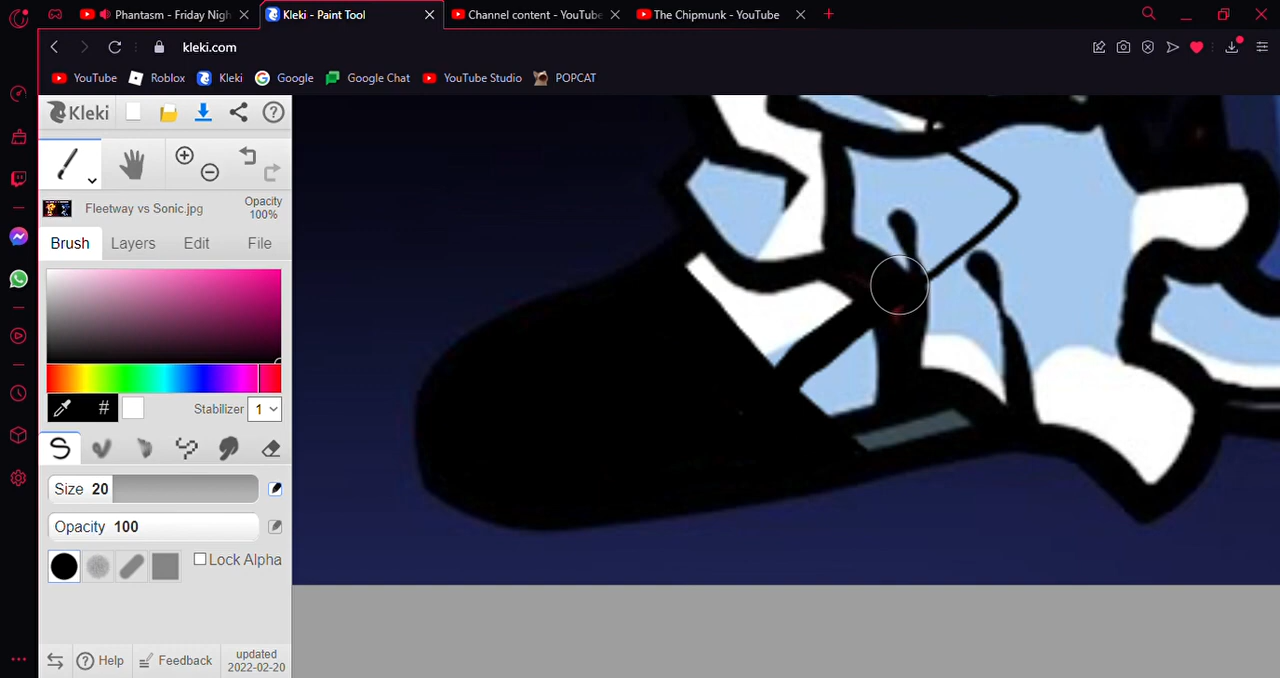 Phantasm - Friday Nigh
Kleki - Paint Tool
Channel content - YouTube
The Chipmunk - YouTube
kleki.com
YouTube
Roblox
Kleki
Google
Google Chat
YouTube Studio
POPCAT
Kleki
Fleetway vs Sonic.jpg
Opacity
100%
Brush
Layers
Edit
File
#
Stabilizer 1
Size 20
Opacity 100
Lock Alpha
Help
Feedback
updated
2022-02-20